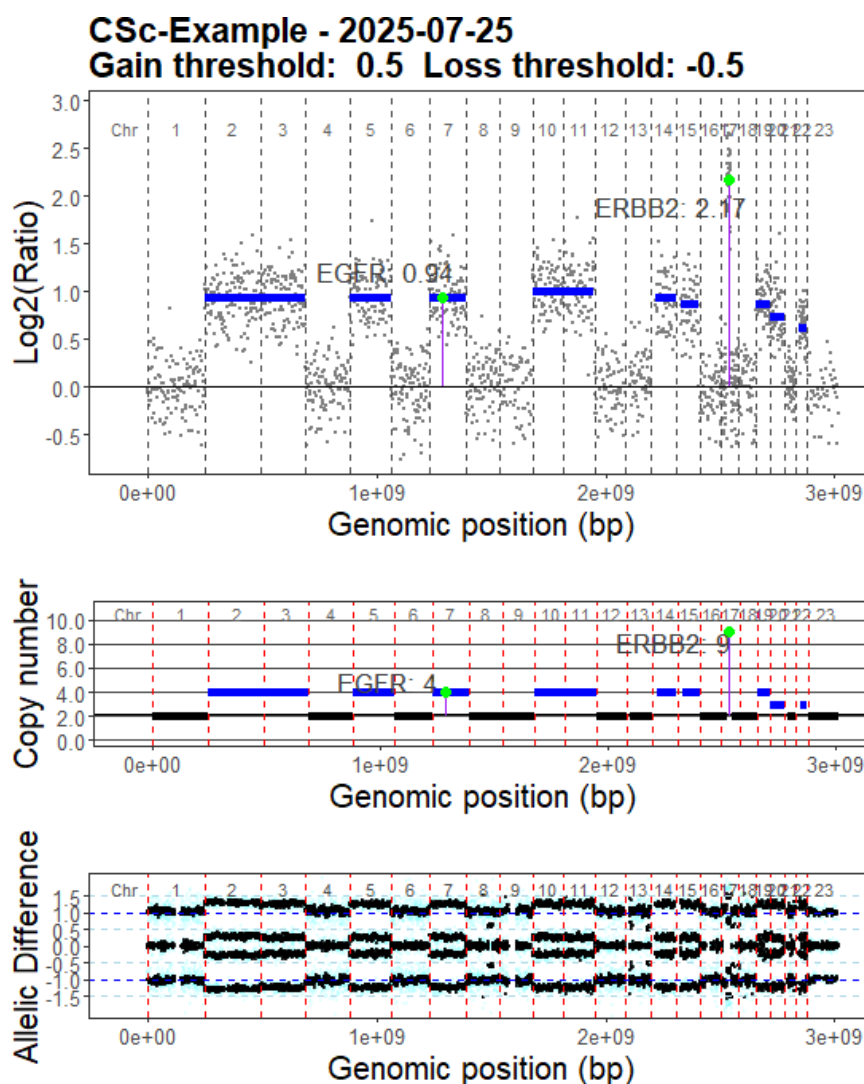 CSc-Example - 2025-07-25
Gain threshold:  0.5  Loss threshold: -0.5
Log2(Ratio)
3.0
2.5
2.0
1.5
1.0
0.5
0.0
-0.5
Chr 1 2 3 4 5 6 7 8 9 10 11 12 13 14 15 16 17 18 19 20 21 22 23
ERBB2: 2.17
EGFR: 0.94
0e+00 1e+09 2e+09 3e+09
Genomic position (bp)
Copy number
10.0
8.0
6.0
4.0
2.0
0.0
Chr 1 2 3 4 5 6 7 8 9 10 11 12 13 14 15 16 17 18 19 20 21 22 23
ERBB2: 9
EGFR: 4
0e+00 1e+09 2e+09 3e+09
Genomic position (bp)
Allelic Difference
1.5
1.0
0.5
0.0
-0.5
-1.0
-1.5
Chr 1 2 3 4 5 6 7 8 9 10 11 12 13 14 15 16 17 18 19 20 21 22 23
0e+00 1e+09 2e+09 3e+09
Genomic position (bp)